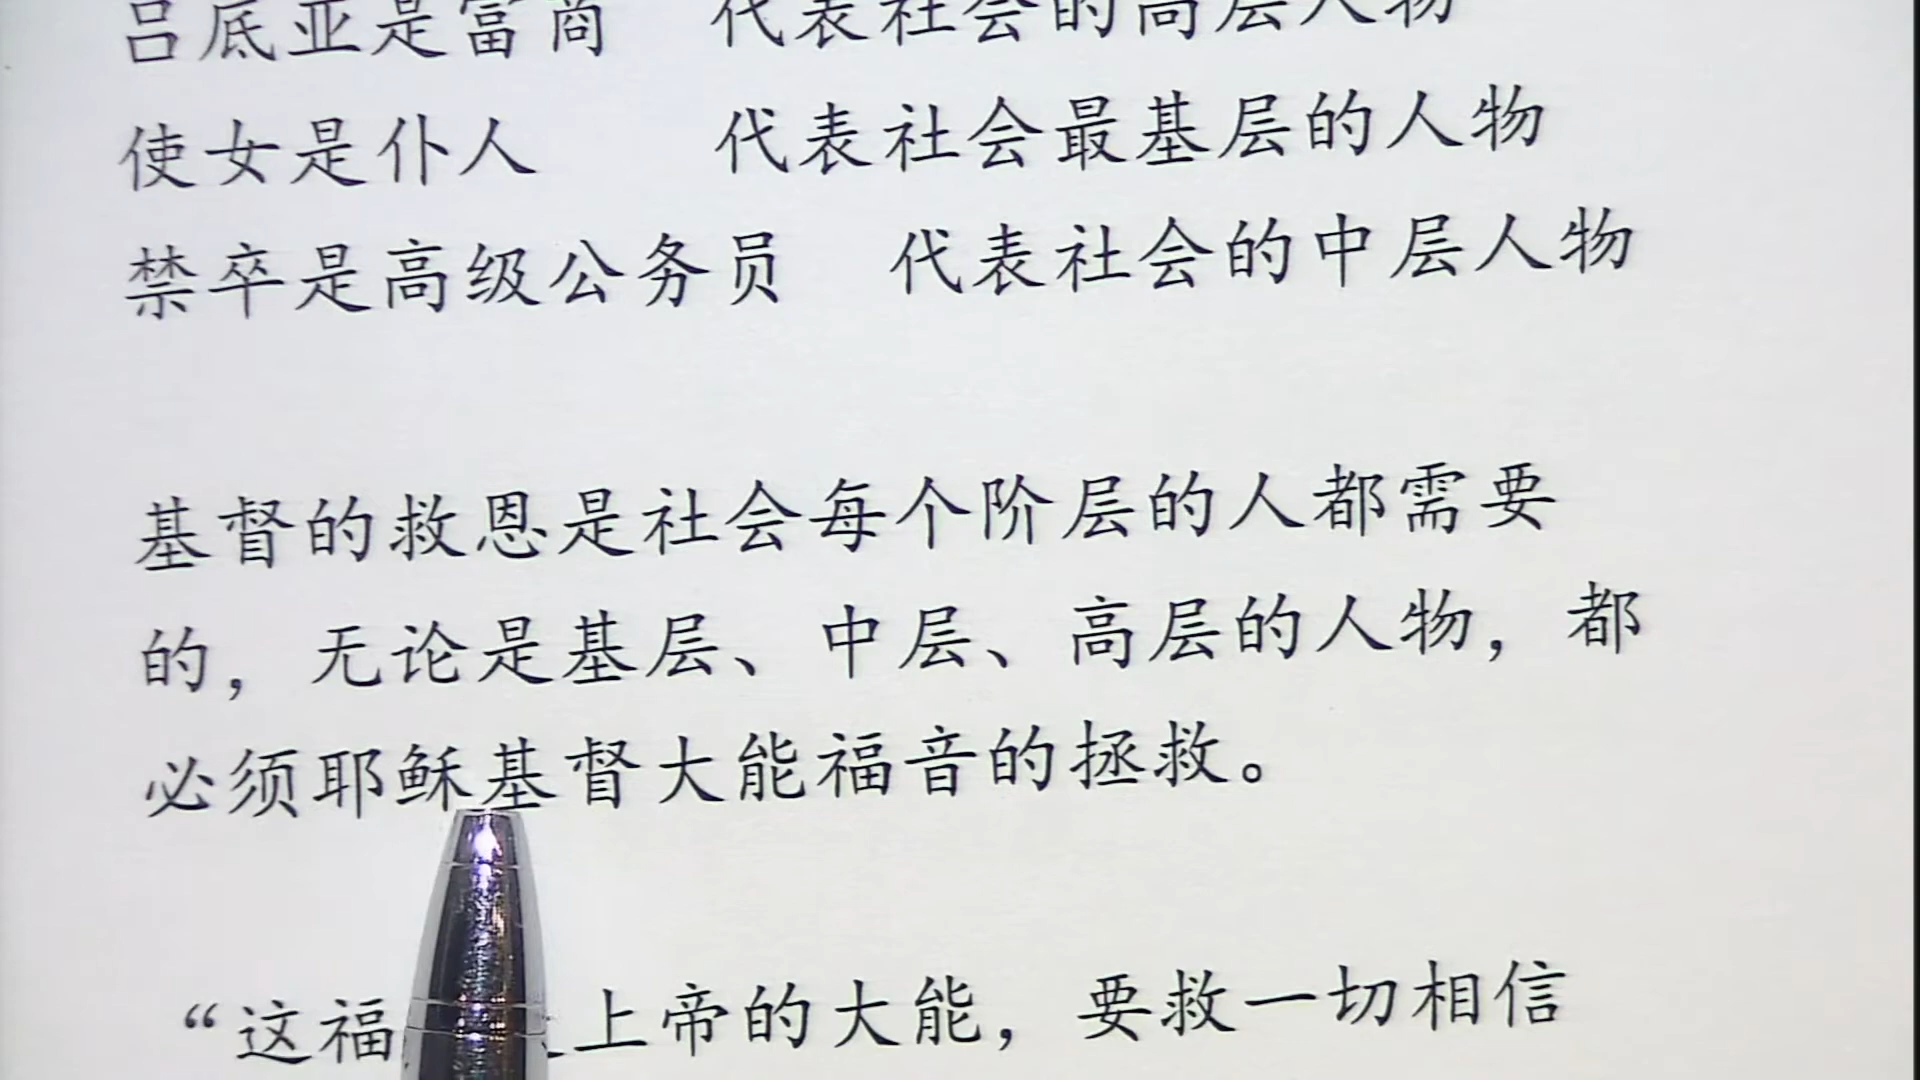 吕底亚是富商 代表社会的高层人物
使女是仆人 代表社会最基层的人物
禁卒是高级公务员 代表社会的中层人物
基督的救恩是社会每个阶层的人都需要
的，无论是基层、中层、高层的人物，都
必须耶稣基督大能福音的拯救。
“这福 上帝的大能，要救一切相信